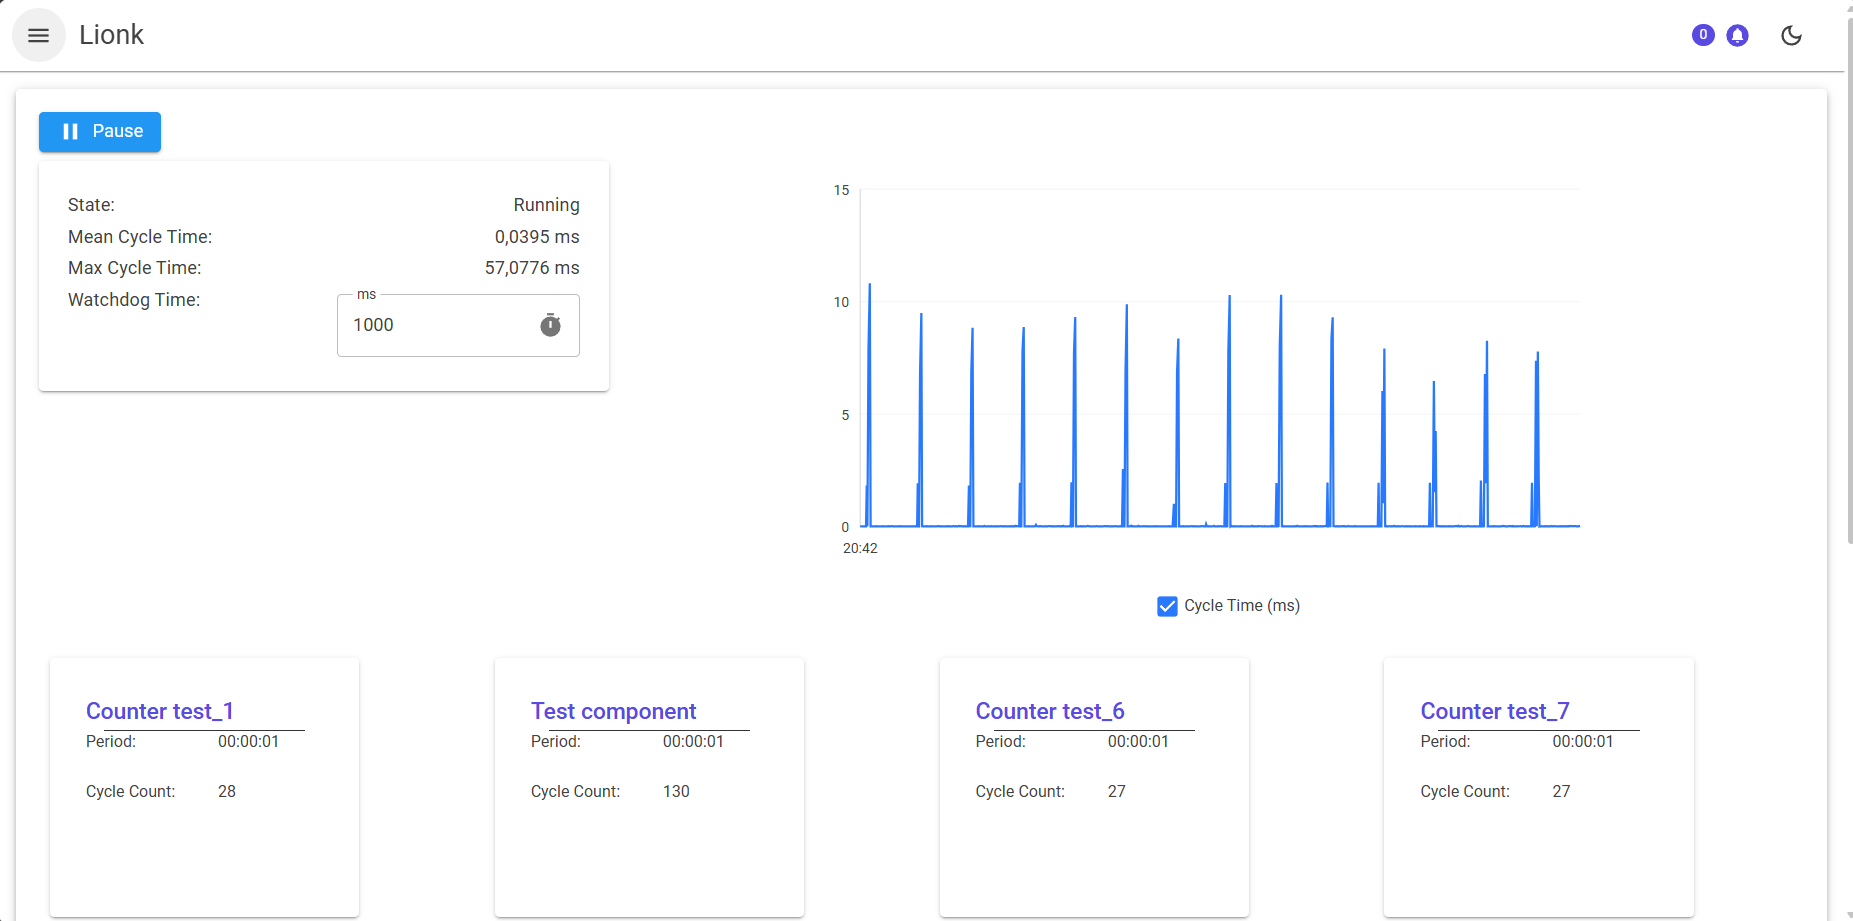 Lionk
0
Pause
State: Running
Mean Cycle Time: 0,0395 ms
Max Cycle Time: 57,0776 ms
Watchdog Time:
ms
1000
15
10
5
0
20:42
Cycle Time (ms)
Counter test_1
Period: 00:00:01
Cycle Count: 28
Test component
Period: 00:00:01
Cycle Count: 130
Counter test_6
Period: 00:00:01
Cycle Count: 27
Counter test_7
Period: 00:00:01
Cycle Count: 27